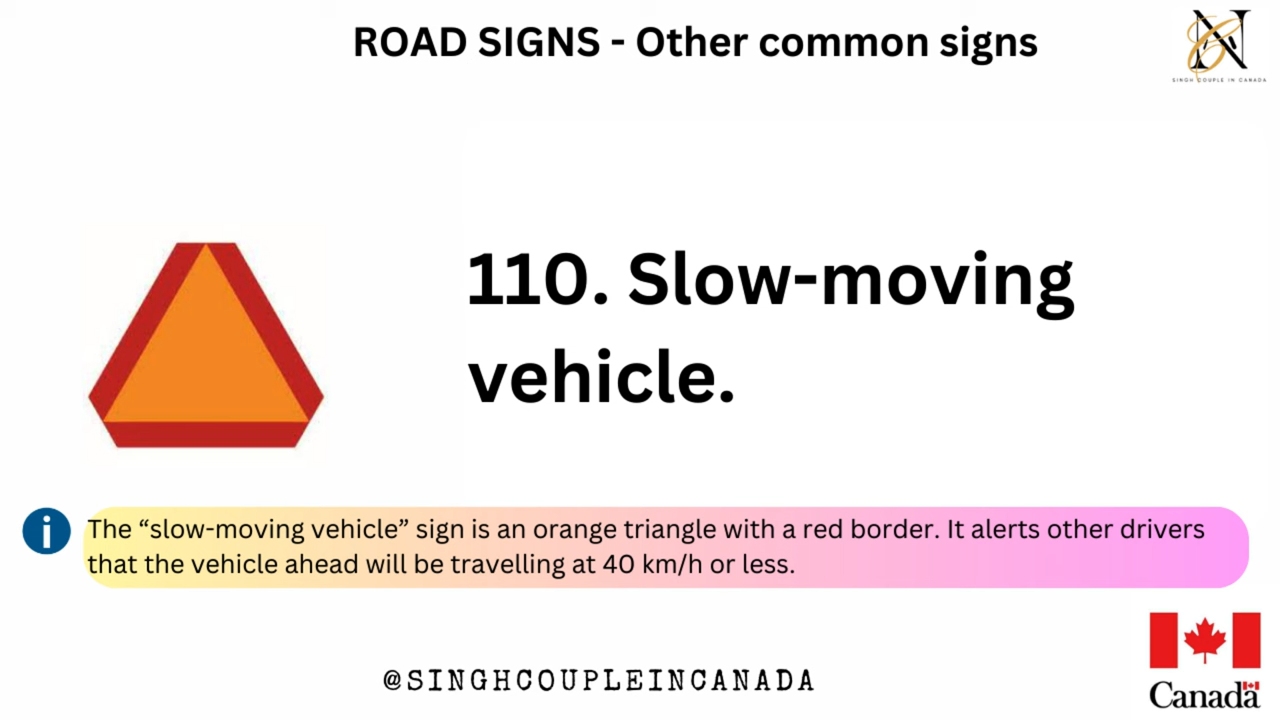 ROAD SIGNS - Other common signs
SINGH COUPLE IN CANADA
110. Slow-moving
vehicle.
i
The “slow-moving vehicle” sign is an orange triangle with a red border. It alerts other drivers
that the vehicle ahead will be travelling at 40 km/h or less.
@SINGHCOUPLEINCANADA
Canada